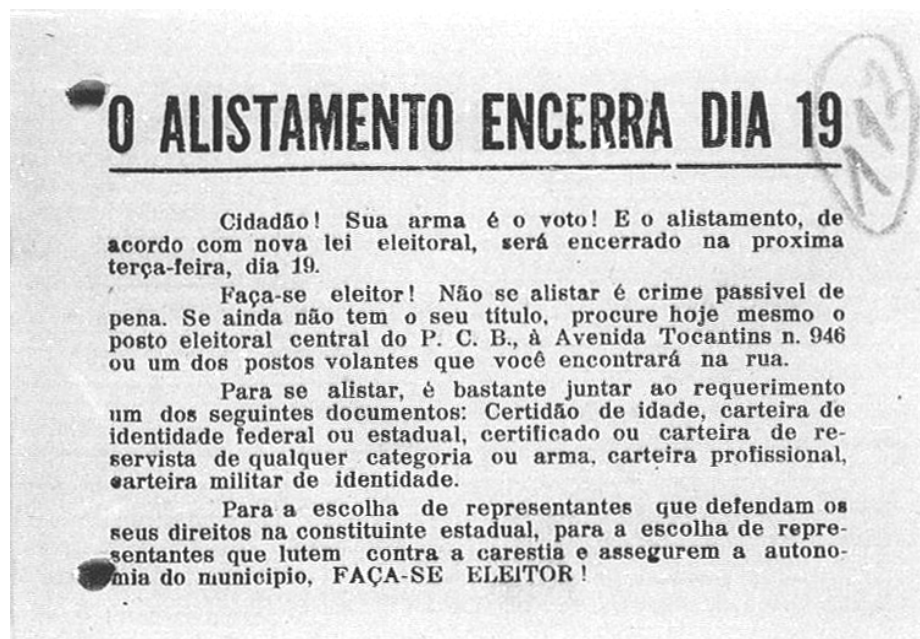 O ALISTAMENTO ENCERRA DIA 19
112
Cidadão! Sua arma é o voto! E o alistamento, de
acordo com nova lei eleitoral, será encerrado na proxima
terça-feira, dia 19.
Faça-se eleitor! Não se alistar é crime passivel de
pena. Se ainda não tem o seu título, procure hoje mesmo o
posto eleitoral central do P. C. B., à Avenida Tocantins n. 946
ou um dos postos volantes que você encontrará na rua.
Para se alistar, é bastante juntar ao requerimento
um dos seguintes documentos: Certidão de idade, carteira de
identidade federal ou estadual, certificado ou carteira de re-
servista de qualquer categoria ou arma, carteira profissional,
carteira militar de identidade.
Para a escolha de representantes que defendam os
seus direitos na constituinte estadual, para a escolha de repre-
sentantes que lutem contra a carestia e assegurem a autono-
mia do municipio, FAÇA-SE ELEITOR!